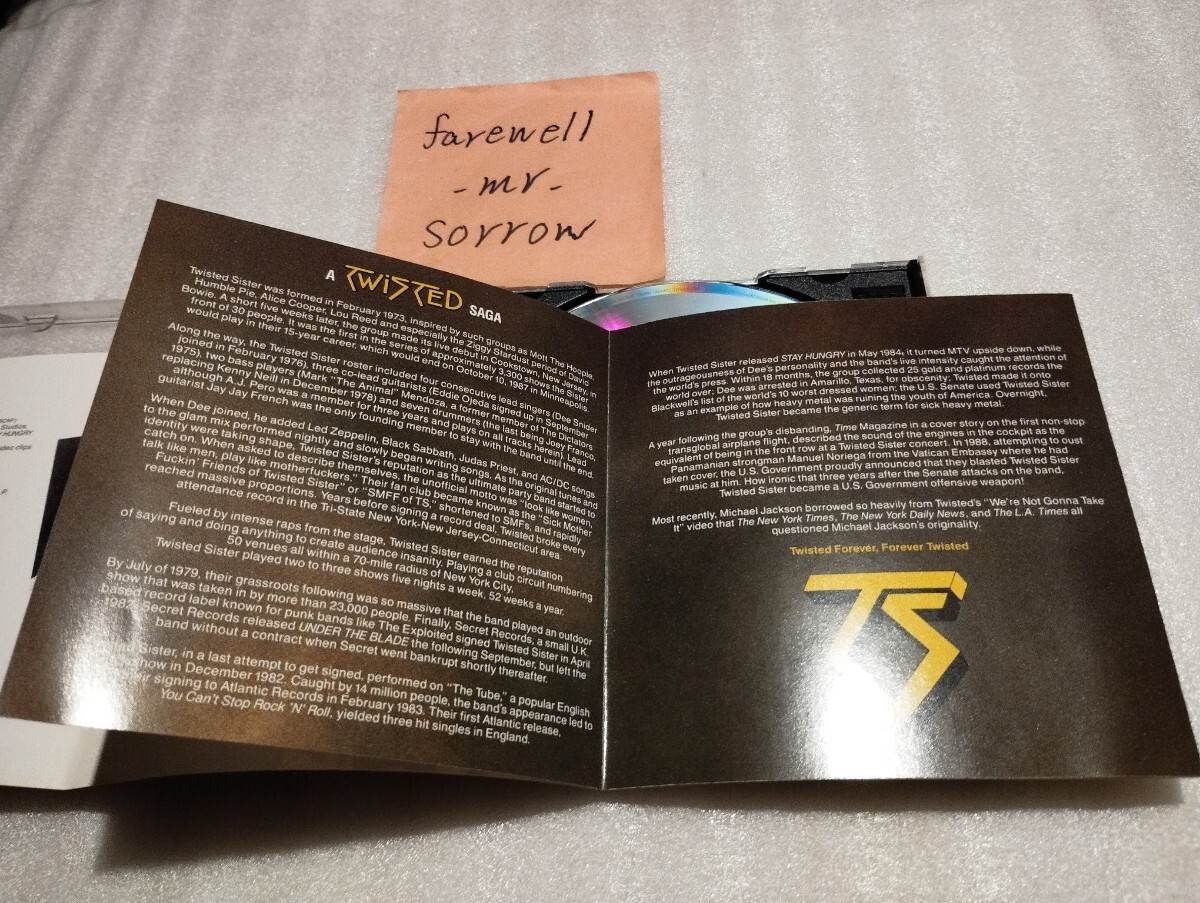 farewell
-mr-
sorrow
A TWISTED SAGA
Twisted Sister was formed in February 1973, inspired by such groups as Mott The Hoople,
Humble Pie, Alice Cooper, Lou Reed and especially the Ziggy Stardust period of David
Bowie. A short five weeks later, the group made its live debut in Cookstown, New Jersey, in
front of 30 people. It was the first in the series of approximately 3,300 shows the Sister
would play in their 15-year career, which would end on October 10, 1987 in Minneapolis.
Along the way, the Twisted Sister roster included four consecutive lead singers (Dee Snider
joined in February 1976), three co-lead guitarists (Eddie Ojeda signed up in September
1975), two bass players (Mark "The Animal" Mendoza, a former member of The Dictators,
replacing Kenny Neill in December 1978) and seven drummers (the last being Joey Franco,
although A.J. Pero was a member for three years and plays on all tracks herein). Lead
guitarist Jay Jay French was the only founding member to stay with the band until the end.
When Dee joined, he added Led Zeppelin, Black Sabbath, Judas Priest, and AC/DC songs
to the glam mix performed nightly and slowly began writing songs. As the original tunes and
identity were taking shape, Twisted Sister's reputation as the ultimate party band started to
catch on. When asked to describe themselves, the unofficial motto was "look like women,
talk like men, play like motherfuckers." Their fan club became known as the "Sick Mother
Fuckin' Friends of Twisted Sister" or "SMFF of TS," shortened to SMFs, and rapidly
reached massive proportions. Years before signing a record deal, Twisted broke every
attendance record in the Tri-State New York-New Jersey-Connecticut area.
Fueled by intense raps from the stage, Twisted Sister earned the reputation
of saying and doing anything to create audience insanity. Playing a club circuit numbering
50 venues all within a 70-mile radius of New York City,
Twisted Sister played two to three shows five nights a week, 52 weeks a year.
By July of 1979, their grassroots following was so massive that the band played an outdoor
show that was taken in by more than 23,000 people. Finally, Secret Records, a small U.K.
based record label known for punk bands like The Exploited signed Twisted Sister in April
1982. Secret Records released UNDER THE BLADE the following September, but left the
band without a contract when Secret went bankrupt shortly thereafter.
Sister, in a last attempt to get signed, performed on "The Tube," a popular English
show in December 1982. Caught by 14 million people, the band's appearance led to
their signing to Atlantic Records in February 1983. Their first Atlantic release,
You Can't Stop Rock 'N' Roll, yielded three hit singles in England.
When Twisted Sister released STAY HUNGRY in May 1984, it turned MTV upside down, while
the outrageousness of Dee's personality and the band's live intensity caught the attention of
the world's press. Within 18 months, the group collected 25 gold and platinum records the
world over; Dee was arrested in Amarillo, Texas, for obscenity; Twisted made it onto
Blackwell's list of the world's 10 worst dressed women; the U.S. Senate used Twisted Sister
as an example of how heavy metal was ruining the youth of America. Overnight,
Twisted Sister became the generic term for sick heavy metal.
A year following the group's disbanding, Time Magazine in a cover story on the first non-stop
transglobal airplane flight, described the sound of the engines in the cockpit as the
equivalent of being in the front row at a Twisted Sister concert. In 1988, attempting to oust
Panamanian strongman Manuel Noriega from the Vatican Embassy where he had
taken cover, the U.S. Government proudly announced that they blasted Twisted Sister
music at him. How ironic that three years after the Senate attacks on the band,
Twisted Sister became a U.S. Government offensive weapon!
Most recently, Michael Jackson borrowed so heavily from Twisted's "We're Not Gonna Take
It" video that The New York Times, The New York Daily News, and The L.A. Times all
questioned Michael Jackson's originality.
Twisted Forever, Forever Twisted
TS
Studios,
HUNGRY
deo clips